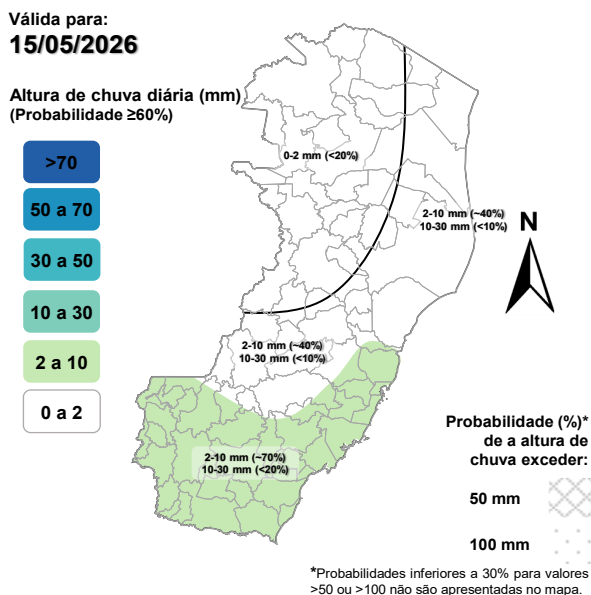 Válida para:
15/05/2026
Altura de chuva diária (mm)
(Probabilidade ≥60%)
>70
50 a 70
30 a 50
10 a 30
2 a 10
0 a 2
0-2 mm (<20%)
2-10 mm (~40%)
10-30 mm (<10%)
N
2-10 mm (~40%)
10-30 mm (<10%)
2-10 mm (~70%)
10-30 mm (<20%)
Probabilidade (%)*
de a altura de
chuva exceder:
50 mm
100 mm
*Probabilidades inferiores a 30% para valores
>50 ou >100 não são apresentadas no mapa.